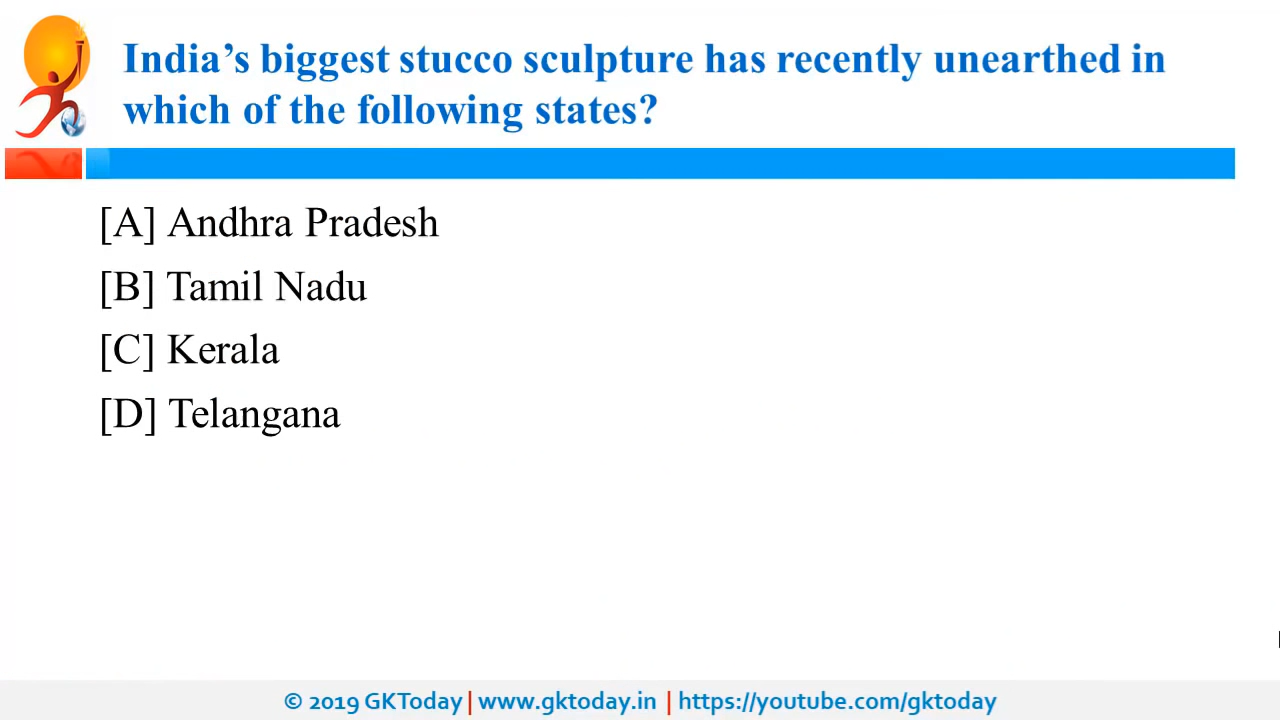 India’s biggest stucco sculpture has recently unearthed in
which of the following states?
[A] Andhra Pradesh
[B] Tamil Nadu
[C] Kerala
[D] Telangana
© 2019 GKToday | www.gktoday.in | https://youtube.com/gktoday